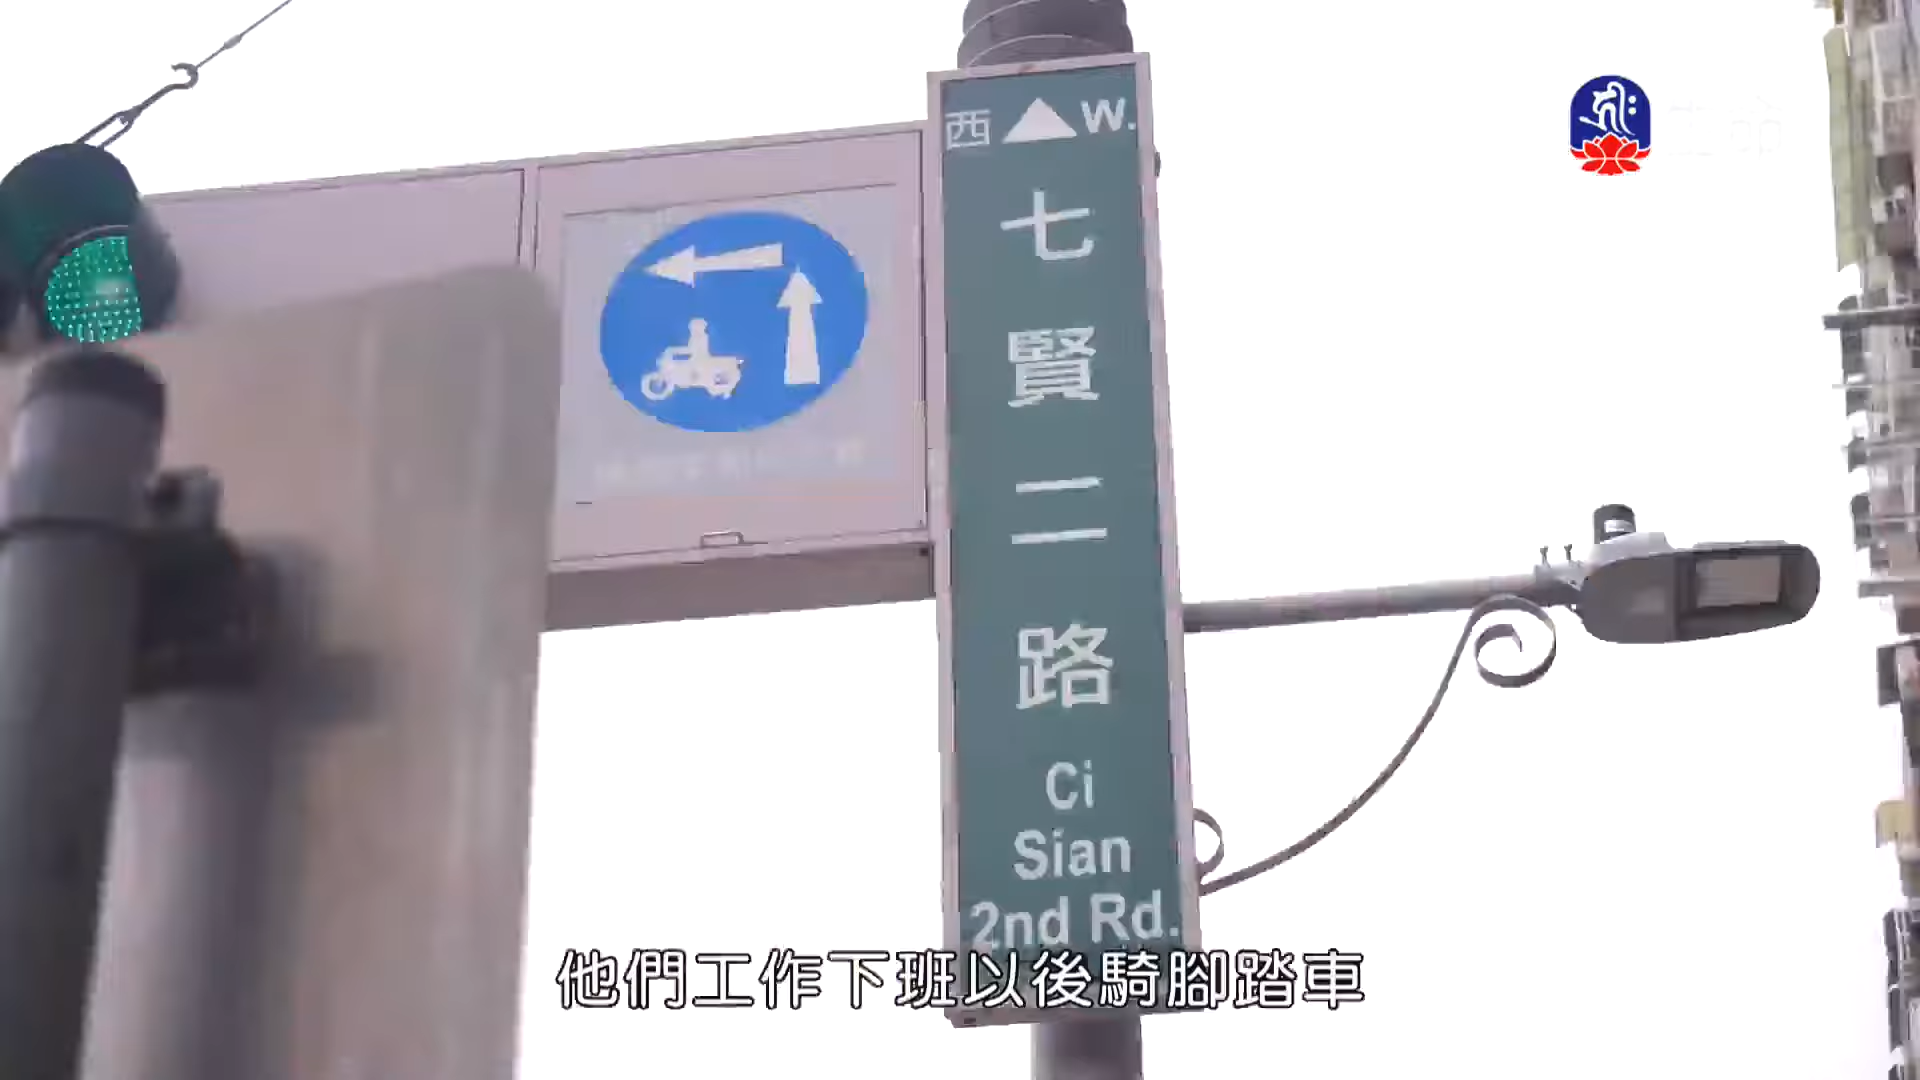 西 W.
七賢二路
Ci
Sian
2nd Rd.
他們工作下班以後騎腳踏車